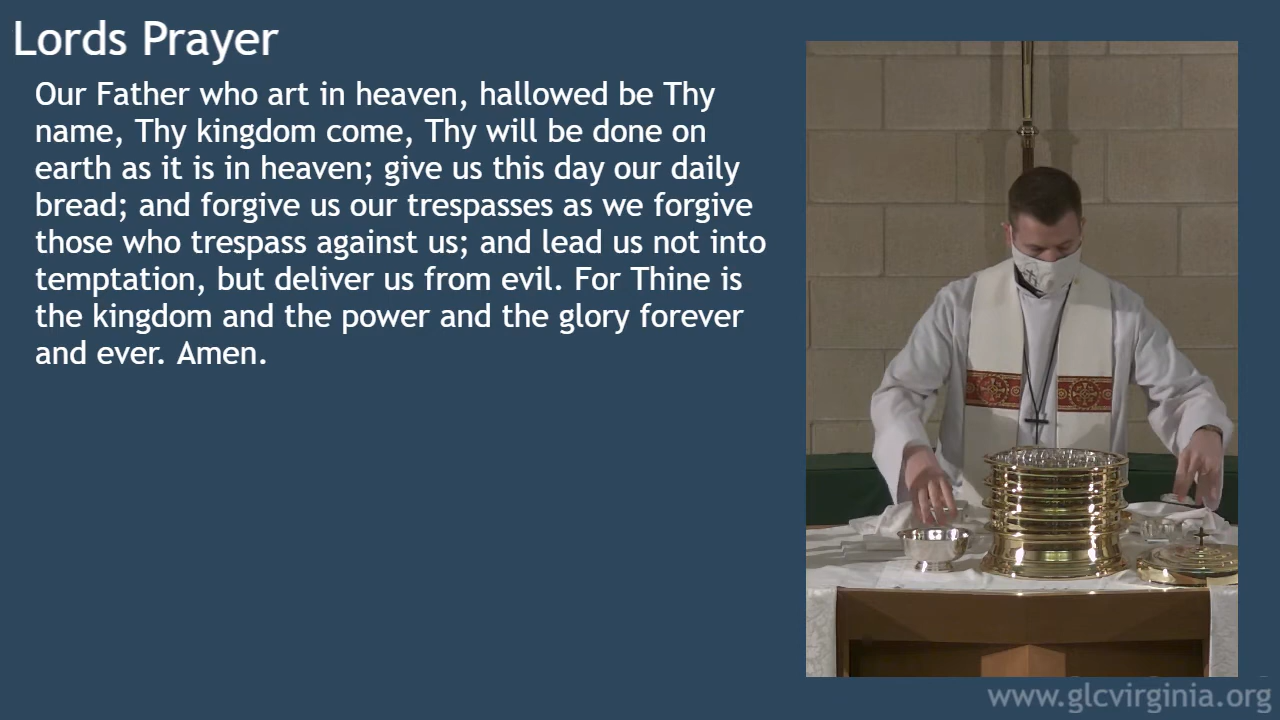 Lords Prayer
Our Father who art in heaven, hallowed be Thy
name, Thy kingdom come, Thy will be done on
earth as it is in heaven; give us this day our daily
bread; and forgive us our trespasses as we forgive
those who trespass against us; and lead us not into
temptation, but deliver us from evil. For Thine is
the kingdom and the power and the glory forever
and ever. Amen.
www.glcvirginia.org